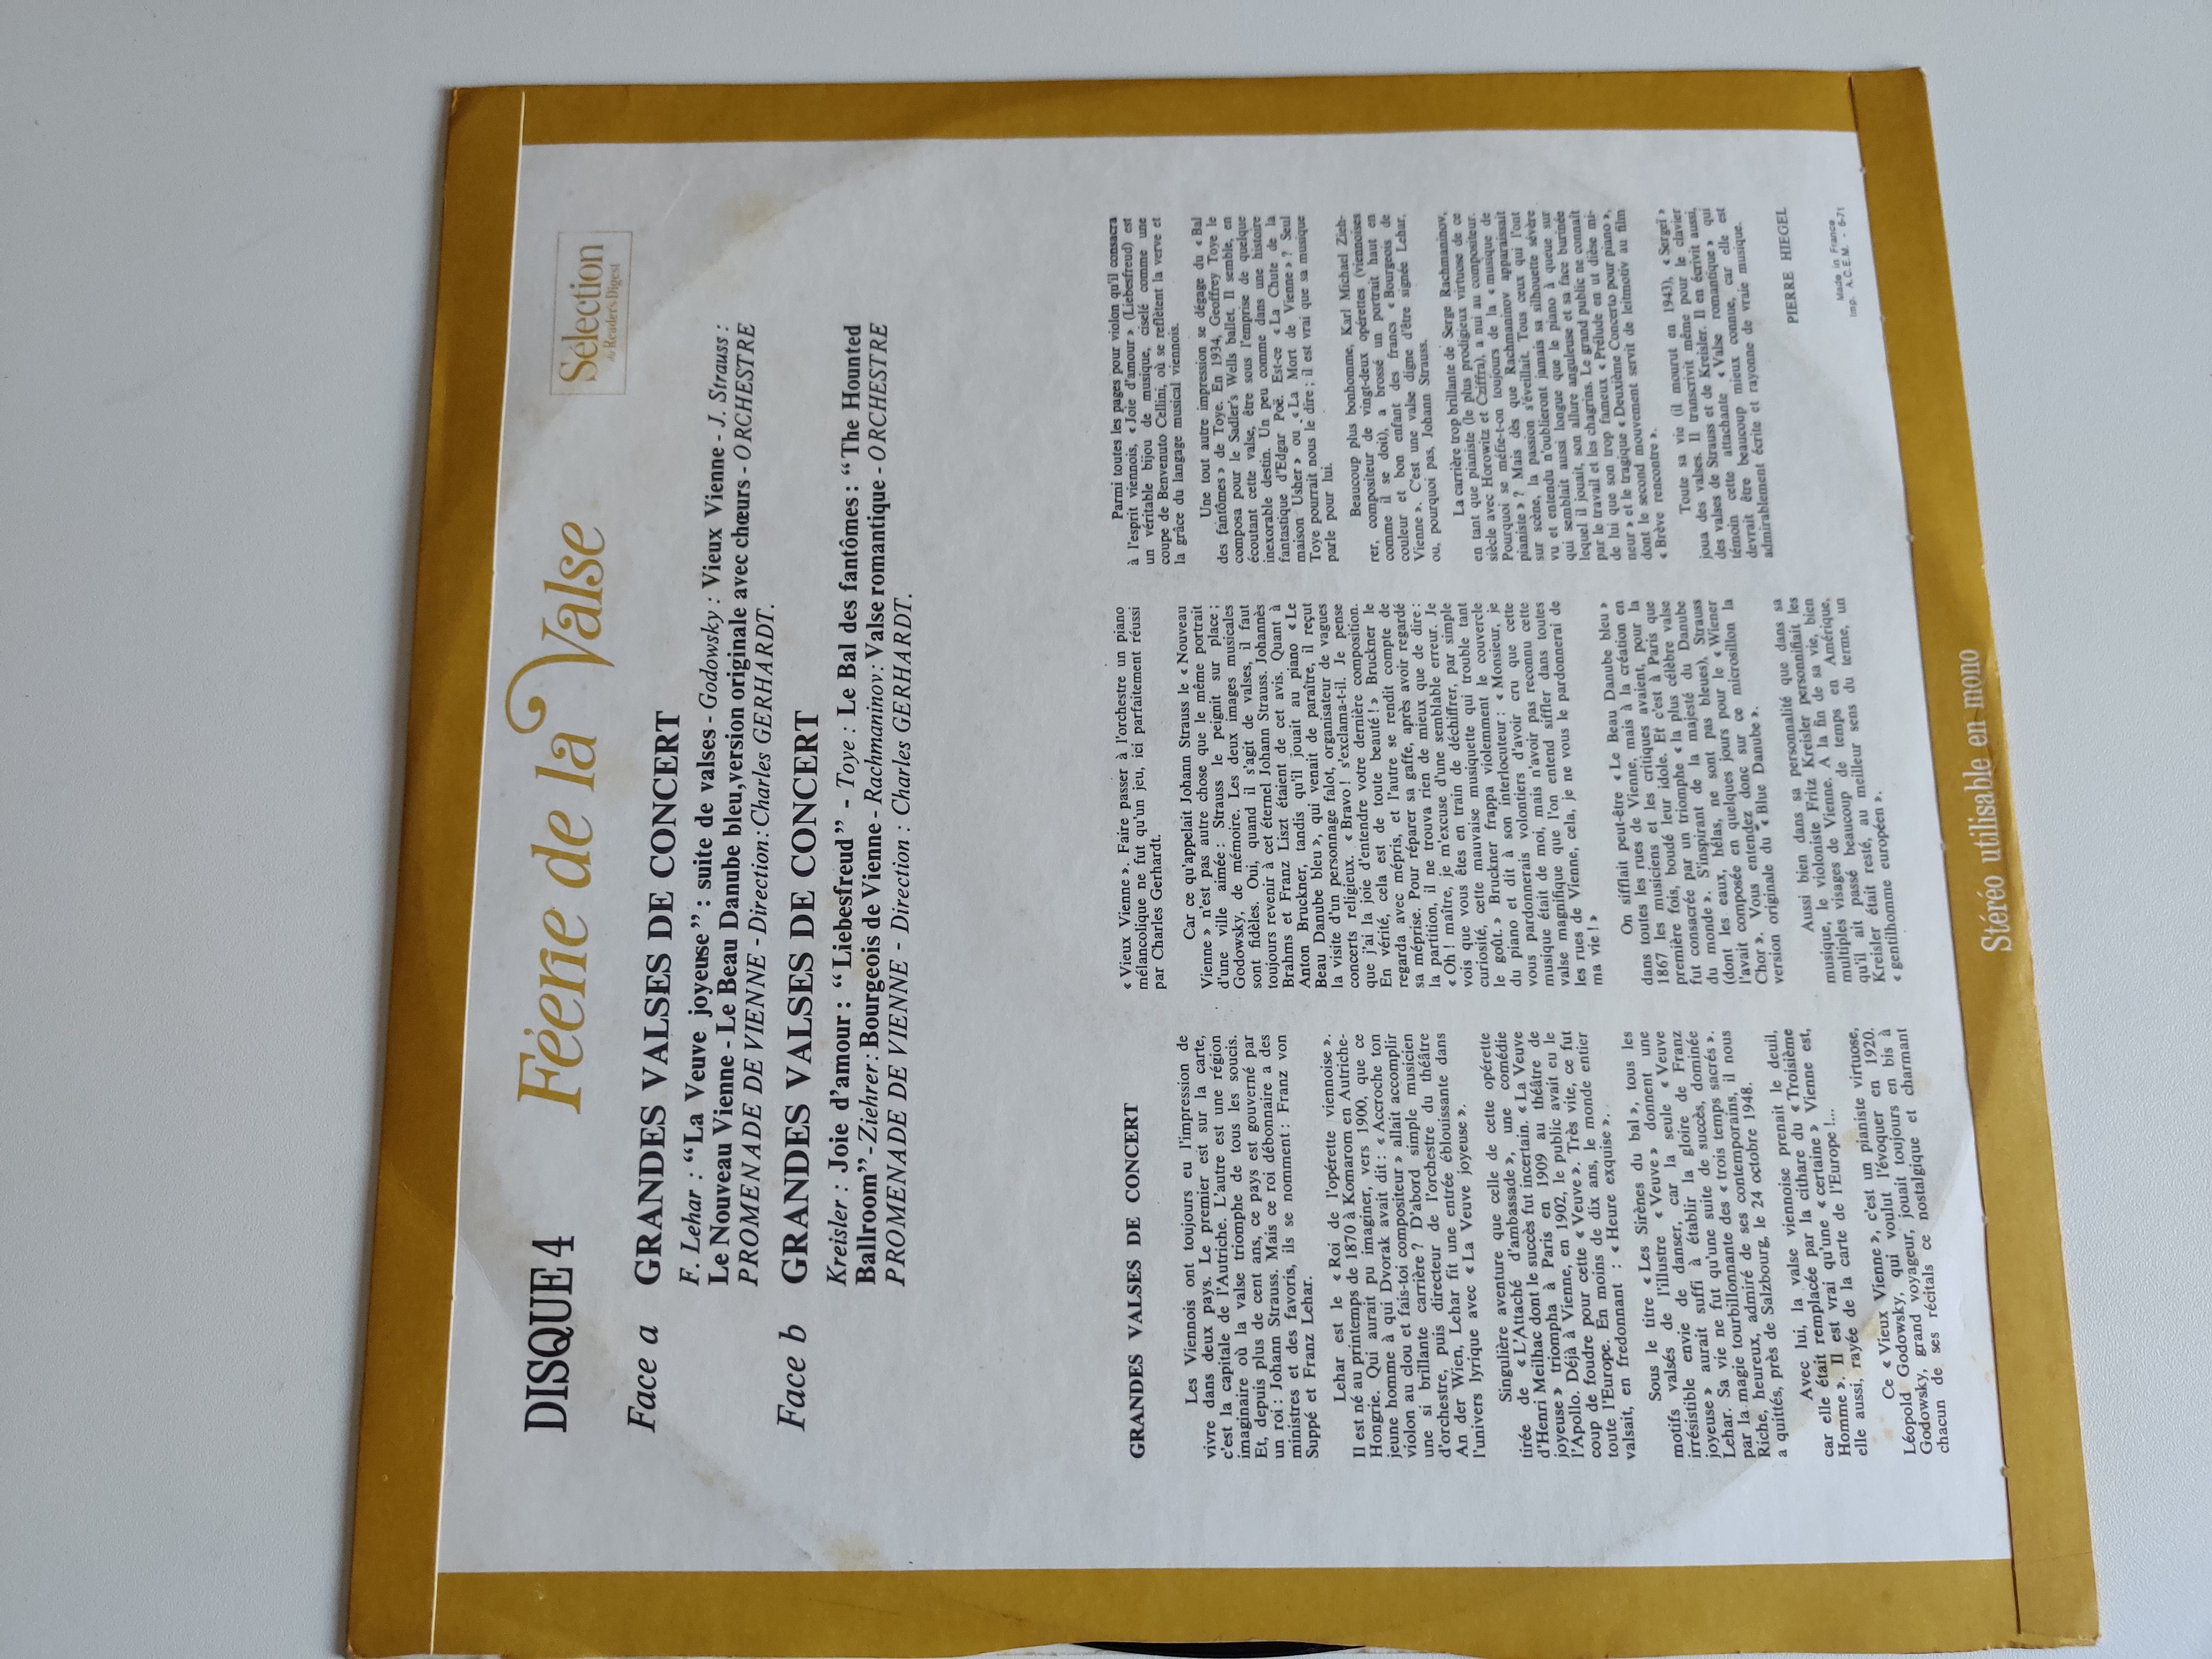 DISQUE 4
Féerie de la Valse
Sélection
du Reader's Digest
Face a
GRANDES VALSES DE CONCERT
F. Lehar : “La Veuve joyeuse” : suite de valses - Godowsky : Vieux Vienne - J. Strauss :
Le Nouveau Vienne - Le Beau Danube bleu,version originale avec chœurs - ORCHESTRE
PROMENADE DE VIENNE - Direction : Charles GERHARDT.
Face b
GRANDES VALSES DE CONCERT
Kreisler : Joie d'amour : “Liebesfreud” - Toye : Le Bal des fantômes : “The Hounted
Ballroom” - Ziehrer : Bourgeois de Vienne - Rachmaninov : Valse romantique - ORCHESTRE
PROMENADE DE VIENNE - Direction : Charles GERHARDT.
GRANDES VALSES DE CONCERT
Les Viennois ont toujours eu l'impression de
vivre dans deux pays. Le premier est sur la carte,
c'est la capitale de l'Autriche. L'autre est une région
imaginaire où la valse triomphe de tous les soucis.
Et, depuis plus de cent ans, ce pays est gouverné par
un roi : Johann Strauss. Mais ce roi débonnaire a des
ministres et des favoris, ils se nomment : Franz von
Suppé et Franz Lehar.
Lehar est le « Roi de l'opérette viennoise ».
Il est né au printemps de 1870 à Komarom en Autriche-
Hongrie. Qui aurait pu imaginer, vers 1900, que ce
jeune homme à qui Dvorak avait dit : « Accroche ton
violon au clou et fais-toi compositeur » allait accomplir
une si brillante carrière ? D'abord simple musicien
d'orchestre, puis directeur de l'orchestre du théâtre
An der Wien, Lehar fit une entrée éblouissante dans
l'univers lyrique avec « La Veuve joyeuse ».
Singulière aventure que celle de cette opérette
tirée de « L'Attaché d'ambassade », une comédie
d'Henri Meilhac dont le succès fut incertain. « La Veuve
joyeuse » triompha à Paris en 1909 au théâtre de
l'Apollo. Déjà à Vienne, en 1902, le public avait eu le
coup de foudre pour cette « Veuve ». Très vite, ce fut
toute l'Europe. En moins de dix ans, le monde entier
valsait, en fredonnant : « Heure exquise ».
Sous le titre « Les Sirènes du bal », tous les
motifs valsés de l'illustre « Veuve » donnent une
irrésistible envie de danser, car la seule « Veuve
joyeuse » aurait suffi à établir la gloire de Franz
Lehar. Sa vie ne fut qu'une suite de succès, dominée
par la magie tourbillonnante des « trois temps sacrés ».
Riche, heureux, admiré de ses contemporains, il nous
a quittés, près de Salzbourg, le 24 octobre 1948.
Avec lui, la valse viennoise prenait le deuil,
car elle était remplacée par la cithare du « Troisième
Homme ». Il est vrai qu'une « certaine » Vienne est,
elle aussi, rayée de la carte de l'Europe !...
Ce « Vieux Vienne », c'est un pianiste virtuose,
Léopold Godowsky, qui voulut l'évoquer en 1920.
Godowsky, grand voyageur, jouait toujours en bis à
chacun de ses récitals ce nostalgique et charmant
« Vieux Vienne ». Faire passer à l'orchestre un piano
mélancolique ne fut qu'un jeu, ici parfaitement réussi
par Charles Gerhardt.
Car ce qu'appelait Johann Strauss le « Nouveau
Vienne » n'est pas autre chose que le même portrait
d'une ville aimée : Strauss le peignit sur place ;
Godowsky, de mémoire. Les deux images musicales
sont fidèles. Oui, quand il s'agit de valses, il faut
toujours revenir à cet éternel Johann Strauss. Johannès
Brahms et Franz Liszt étaient de cet avis. Quant à
Anton Bruckner, tandis qu'il jouait au piano « Le
Beau Danube bleu », qui venait de paraître, il reçut
la visite d'un personnage falot, organisateur de vagues
concerts religieux. « Bravo ! s'exclama-t-il. Je pense
que j'ai la joie d'entendre votre dernière composition.
En vérité, cela est de toute beauté ! » Bruckner le
regarda avec mépris, et l'autre se rendit compte de
sa méprise. Pour réparer sa gaffe, après avoir regardé
la partition, il ne trouva rien de mieux que de dire :
« Oh ! maître, je m'excuse d'une semblable erreur. Je
vois que vous êtes en train de déchiffrer, par simple
curiosité, cette mauvaise musiquette qui trouble tant
le goût. » Bruckner frappa violemment le couvercle
du piano et dit à son interlocuteur : « Monsieur, je
vous pardonnerais volontiers d'avoir cru que cette
musique était de moi, mais n'avoir pas reconnu cette
valse magnifique que l'on entend siffler dans toutes
les rues de Vienne, cela, je ne vous le pardonnerai de
ma vie ! »
On sifflait peut-être « Le Beau Danube bleu »
dans toutes les rues de Vienne, mais à la création en
1867 les musiciens et les critiques avaient, pour la
première fois, boudé leur idole. Et c'est à Paris que
fut consacrée par un triomphe « la plus célèbre valse
du monde ». S'inspirant de la majesté du Danube
(dont les eaux, hélas, ne sont pas bleues), Strauss
l'avait composée en quelques jours pour le « Wiener
Chor ». Vous entendez donc sur ce microsillon la
version originale du « Blue Danube ».
Aussi bien dans sa personnalité que dans sa
musique, le violoniste Fritz Kreisler personnifiait les
multiples visages de Vienne. A la fin de sa vie, bien
qu'il ait passé beaucoup de temps en Amérique,
Kreisler était resté, au meilleur sens du terme, un
« gentilhomme européen ».
Parmi toutes les pages pour violon qu'il consacra
à l'esprit viennois, « Joie d'amour » (Liebesfreud) est
un véritable bijou de musique, ciselé comme une
coupe de Benvenuto Cellini, où se reflètent la verve et
la grâce du langage musical viennois.
Une tout autre impression se dégage du « Bal
des fantômes » de Toye. En 1934, Geoffrey Toye le
composa pour le Sadler's Wells ballet. Il semble, en
écoutant cette valse, être sous l'emprise de quelque
inexorable destin. Un peu comme dans une histoire
fantastique d'Edgar Poë. Est-ce « La Chute de la
maison Usher » ou « La Mort de Vienne » ? Seul
Toye pourrait nous le dire ; il est vrai que sa musique
parle pour lui.
Beaucoup plus bonhomme, Karl Michael Zieh-
rer, compositeur de vingt-deux opérettes (viennoises
comme il se doit), a brossé un portrait haut en
couleur et bon enfant des francs « Bourgeois de
Vienne ». C'est une valse digne d'être signée Lehar,
ou, pourquoi pas, Johann Strauss.
La carrière trop brillante de Serge Rachmaninov,
en tant que pianiste (le plus prodigieux virtuose de ce
siècle avec Horowitz et Cziffra), a nui au compositeur.
Pourquoi se méfie-t-on toujours de la « musique de
pianiste » ? Mais dès que Rachmaninov apparaissait
sur scène, la passion s'éveillait. Tous ceux qui l'ont
vu et entendu n'oublieront jamais sa silhouette sévère
qui semblait aussi longue que le piano à queue sur
lequel il jouait, son allure anguleuse et sa face burinée
par le travail et les chagrins. Le grand public ne connaît
de lui que son trop fameux « Prélude en ut dièse mi-
neur » et le tragique « Deuxième Concerto pour piano »,
dont le second mouvement servit de leitmotiv au film
« Brève rencontre ».
Toute sa vie (il mourut en 1943), « Sergeï »
joua des valses. Il transcrivit même pour le clavier
des valses de Strauss et de Kreisler. Il en écrivit aussi,
témoin cette attachante « Valse romantique » qui
devrait être beaucoup mieux connue, car elle est
admirablement écrite et rayonne de vraie musique.
PIERRE HIEGEL
Made in France
Imp. A.C.E.M. - 6-71
Stéréo utilisable en mono